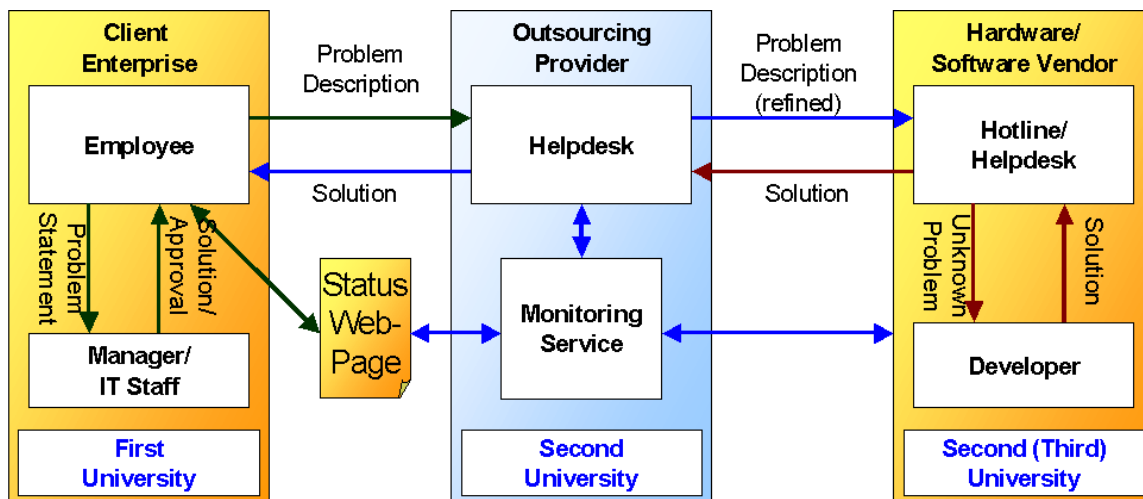 Client
Enterprise
Employee
Problem
Statement
Solution/
Approval
Manager/
IT Staff
First
University
Problem
Description
Solution
Status
Web-
Page
Outsourcing
Provider
Helpdesk
Monitoring
Service
Second
University
Problem
Description
(refined)
Solution
Hardware/
Software Vendor
Hotline/
Helpdesk
Unknown
Problem
Solution
Developer
Second (Third)
University